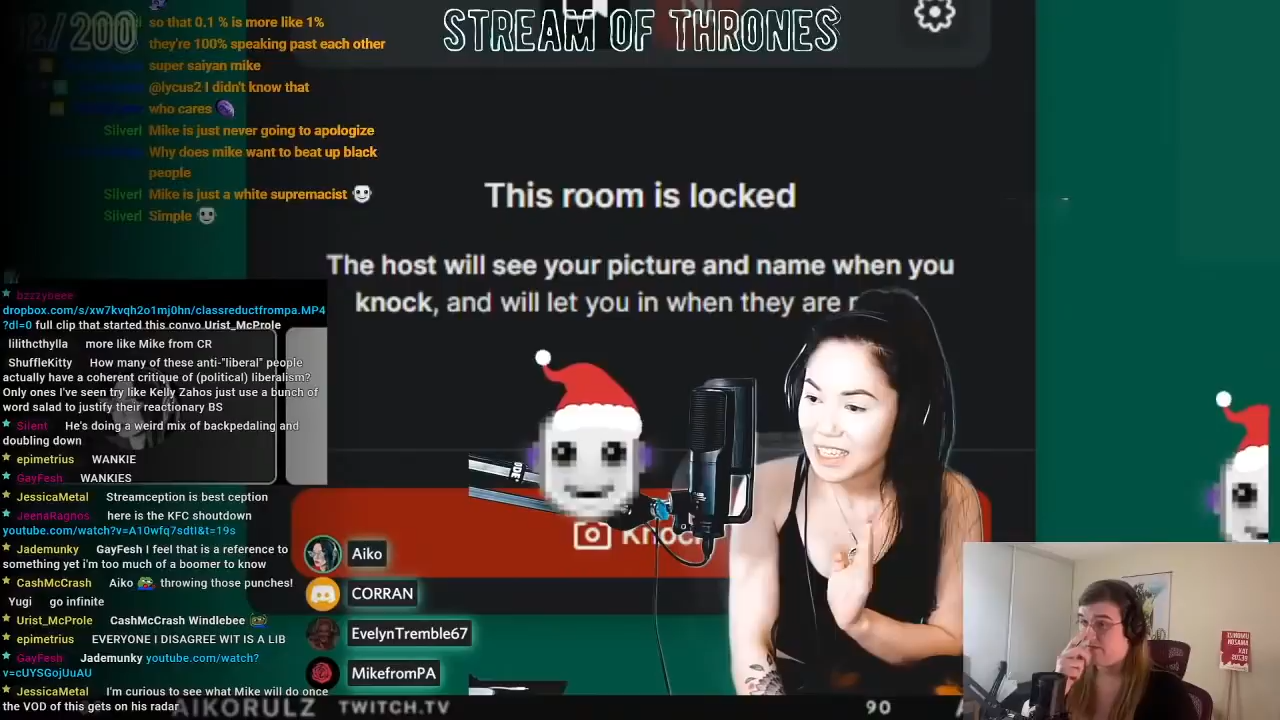 /200
STREAM OF THRONES
so that 0.1 % is more like 1%
they're 100% speaking past each other
super saiyan mike
@lycus2 I didn't know that
who cares
Silverl Mike is just never going to apologize
Why does mike want to beat up black
people
Silverl Mike is just a white supremacist
Silverl Simple
This room is locked
The host will see your picture and name when you
knock, and will let you in when they are
Knock
bzzzybeee
dropbox.com/s/xw7kvqh2o1mj0hn/classreductfrompa.MP4
?dl=0 full clip that started this convo Urist_McProle
lilithcthylla more like Mike from CR
ShuffleKitty How many of these anti-"liberal" people
actually have a coherent critique of (political) liberalism?
Only ones I've seen try like Kelly Zahos just use a bunch of
word salad to justify their reactionary BS
Silent He's doing a weird mix of backpedaling and
doubling down
epimetrius WANKIE
GayFesh WANKIES
JessicaMetal Streamception is best ception
JeenaRagnos here is the KFC shutdown
youtube.com/watch?v=A10wfq7sdtI&t=19s
Jademunky GayFesh I feel that is a reference to
something yet i'm too much of a boomer to know
CashMcCrash Aiko throwing those punches!
Yugi go infinite
Urist_McProle CashMcCrash Windlebee
epimetrius EVERYONE I DISAGREE WIT IS A LIB
GayFesh Jademunky youtube.com/watch?
v=cUYSGojUuAU
JessicaMetal I'm curious to see what Mike will do once
the VOD of this gets on his radar
Aiko
CORRAN
EvelynTremble67
MikefromPA
AIKORULZ TWITCH.TV
90